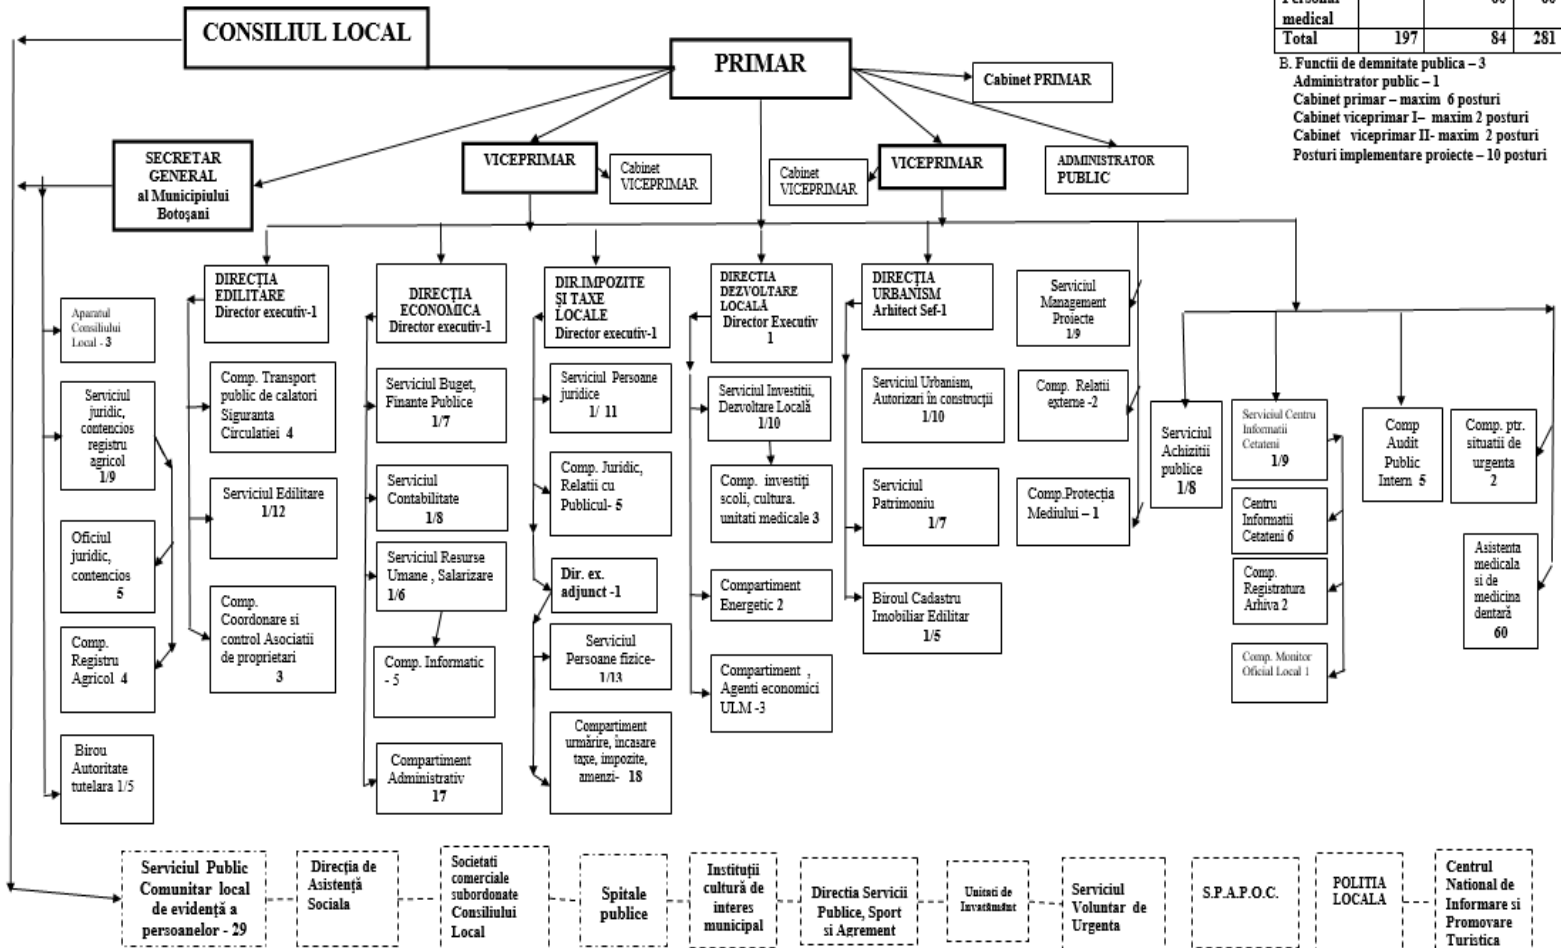 CONSILIUL LOCAL
PRIMAR
Cabinet PRIMAR
medical
Total 197 84 281
B. Functii de demnitate publica – 3
Administrator public – 1
Cabinet primar – maxim 6 posturi
Cabinet viceprimar I– maxim 2 posturi
Cabinet viceprimar II- maxim 2 posturi
Posturi implementare proiecte – 10 posturi
SECRETAR
GENERAL
al Municipiului
Botoşani
VICEPRIMAR
Cabinet
VICEPRIMAR
Cabinet
VICEPRIMAR
VICEPRIMAR
ADMINISTRATOR
PUBLIC
Aparatul
Consiliului
Local - 3
Serviciul
juridic,
contencios
registru
agricol
1/9
Oficiul
juridic,
contencios
5
Comp.
Registru
Agricol 4
Birou
Autoritate
tutelara 1/5
DIRECŢIA
EDILITARE
Director executiv-1
Comp. Transport
public de calatori
Siguranta
Circulatiei 4
Serviciul Edilitare
1/12
Comp.
Coordonare si
control Asociatii
de proprietari
3
DIRECŢIA
ECONOMICA
Director executiv-1
Serviciul Buget,
Finante Publice
1/7
Serviciul
Contabilitate
1/8
Serviciul Resurse
Umane , Salarizare
1/6
Comp. Informatic
- 5
Compartiment
Administrativ
17
DIR.IMPOZITE
ŞI TAXE
LOCALE
Director executiv-1
Serviciul Persoane
juridice
1/ 11
Comp. Juridic,
Relatii cu
Publicul- 5
Dir. ex.
adjunct -1
Serviciul
Persoane fizice-
1/13
Compartiment
urmărire, încasare
taxe, impozite,
amenzi- 18
DIRECTIA
DEZVOLTARE
LOCALĂ
Director Executiv
1
Serviciul Investitii,
Dezvoltare Locală
1/10
Comp. investiţi
scoli, cultura.
unitati medicale 3
Compartiment
Energetic 2
Compartiment ,
Agenti economici
ULM -3
DIRECŢIA
URBANISM
Arhitect Sef-1
Serviciul Urbanism,
Autorizari în construcţii
1/10
Serviciul
Patrimoniu
1/7
Biroul Cadastru
Imobiliar Edilitar
1/5
Serviciul
Management
Proiecte
1/9
Comp. Relatii
externe -2
Comp.Protecţia
Mediului – 1
Serviciul
Achizitii
publice
1/8
Serviciul Centru
Informatii
Cetateni
1/9
Centru
Informatii
Cetateni 6
Comp.
Registratura
Arhiva 2
Comp. Monitor
Oficial Local 1
Comp
Audit
Public
Intern 5
Comp. ptr.
situatii de
urgenta
2
Asistenta
medicala
si de
medicina
dentară
60
Serviciul Public
Comunitar local
de evidenţă a
persoanelor - 29
Direcţia de
Asistenţă
Sociala
Societati
comerciale
subordonate
Consiliului
Local
Spitale
publice
Instituţii
cultură de
interes
municipal
Directia Servicii
Publice, Sport
si Agrement
Unitati de
Invatământ
Serviciul
Voluntar de
Urgenta
S.P.A.P.O.C.
POLITIA
LOCALA
Centrul
National de
Informare si
Promovare
Turistica